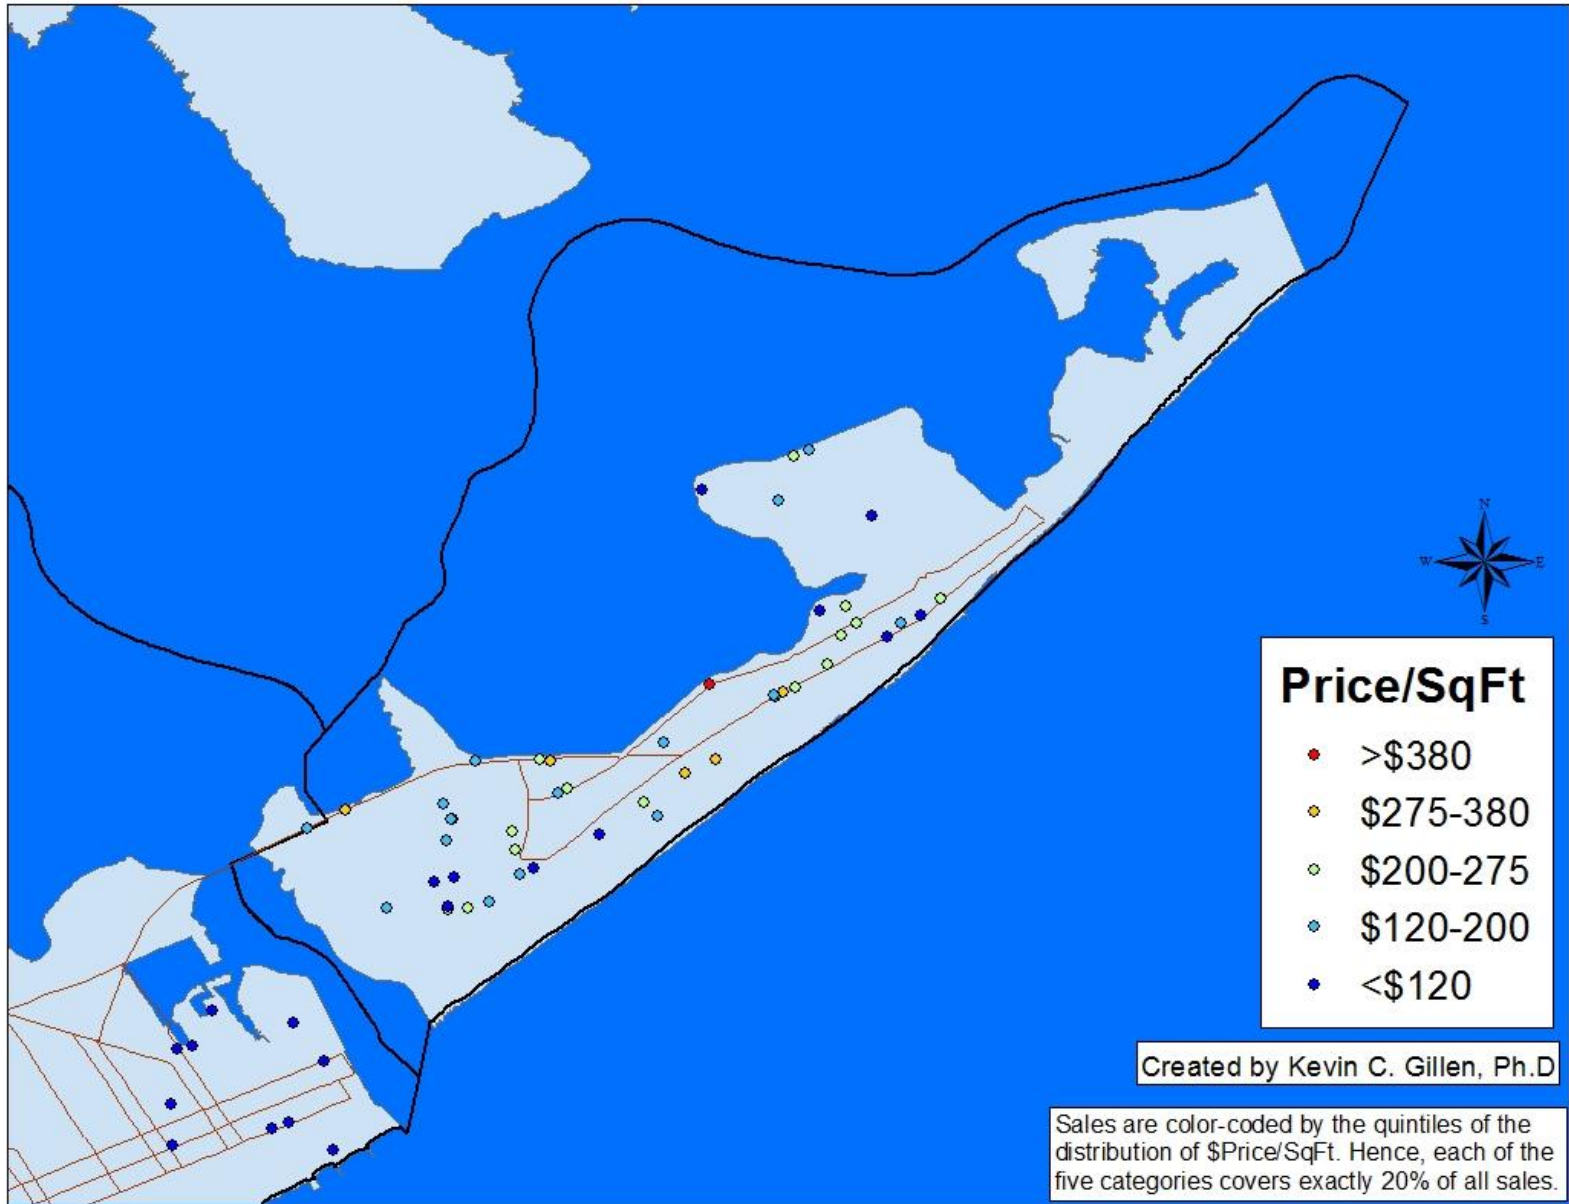 N
W
E
S
Price/SqFt
>$380
$275-380
$200-275
$120-200
<$120
Created by Kevin C. Gillen, Ph.D
Sales are color-coded by the quintiles of the
distribution of $Price/SqFt. Hence, each of the
five categories covers exactly 20% of all sales.